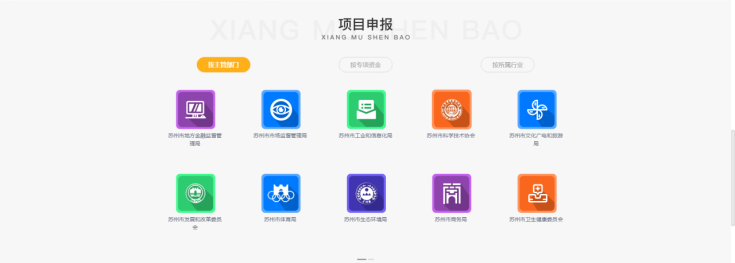 XIANG MU SHEN BAO
项目申报
XIANG MU SHEN BAO
按主管部门
按专项资金
按所属行业
苏州市地方金融监督管
理局
苏州市市场监督管理局
苏州市工业和信息化局
苏州市科学技术协会
苏州市文化广电和旅游
局
苏州市发展和改革委员
会
苏州市体育局
苏州市生态环境局
苏州市商务局
苏州市卫生健康委员会